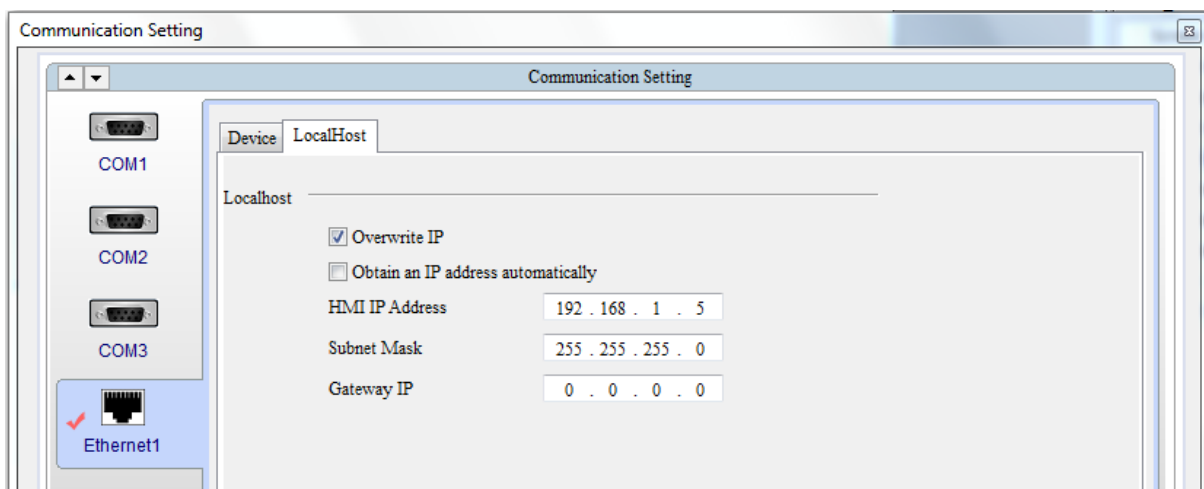 Communication Setting
Communication Setting
COM1
COM2
COM3
Ethernet1
Device
LocalHost
Localhost
Overwrite IP
Obtain an IP address automatically
HMI IP Address 192 . 168 . 1 . 5
Subnet Mask 255 . 255 . 255 . 0
Gateway IP 0 . 0 . 0 . 0